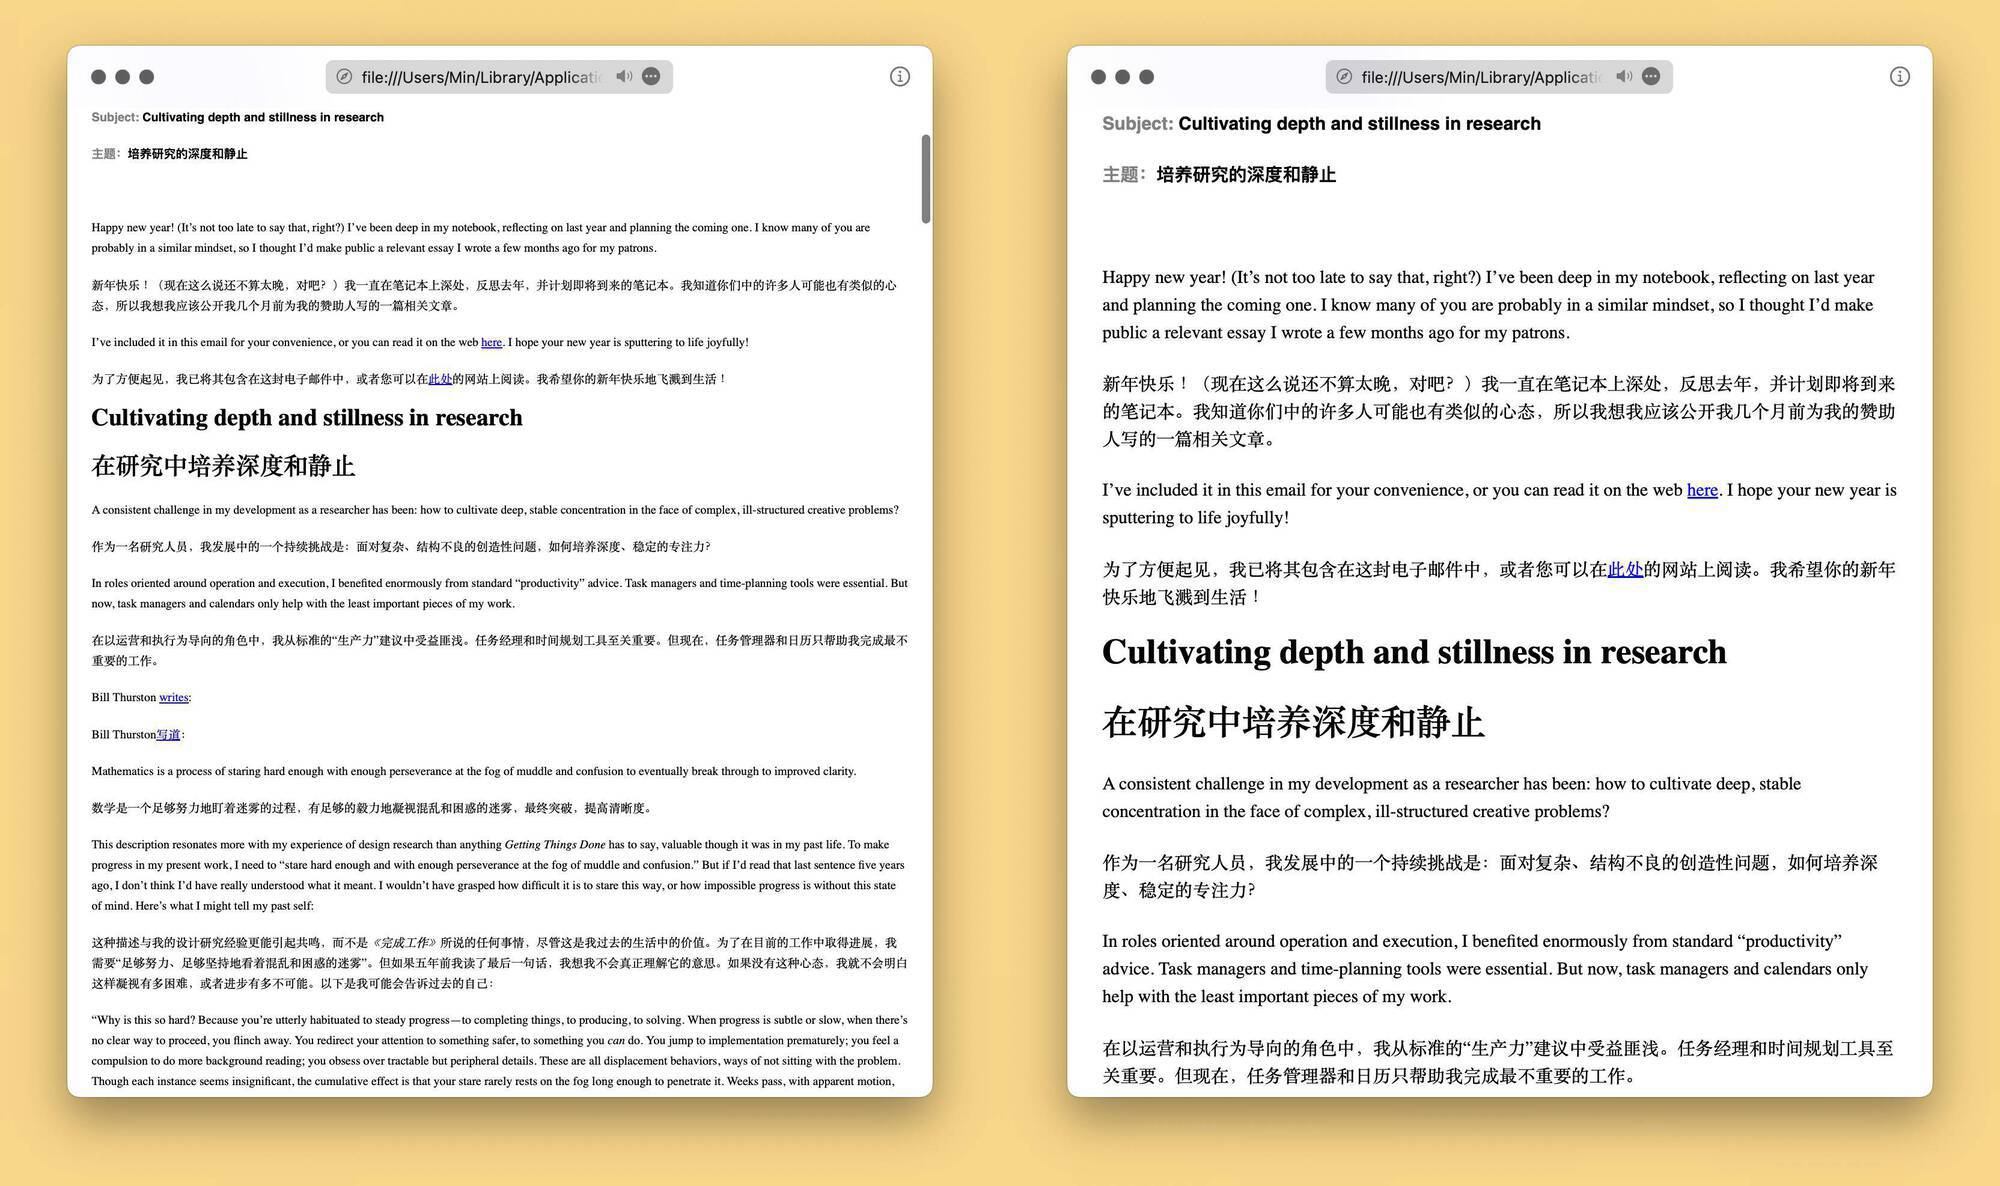 file:///Users/Min/Library/Applicatio
Subject: Cultivating depth and stillness in research
主题：培养研究的深度和静止
Happy new year! (It’s not too late to say that, right?) I’ve been deep in my notebook, reflecting on last year and planning the coming one. I know many of you are
probably in a similar mindset, so I thought I’d make public a relevant essay I wrote a few months ago for my patrons.
新年快乐！（现在这么说还不算太晚，对吧？）我一直在笔记本上深处，反思去年，并计划即将到来的笔记本。我知道你们中的许多人可能也有类似的心
态，所以我想我应该公开我几个月前为我的赞助人写的一篇相关文章。
I’ve included it in this email for your convenience, or you can read it on the web here. I hope your new year is sputtering to life joyfully!
为了方便起见，我已将其包含在这封电子邮件中，或者您可以在此处的网站上阅读。我希望你的新年快乐地飞溅到生活！
Cultivating depth and stillness in research
在研究中培养深度和静止
A consistent challenge in my development as a researcher has been: how to cultivate deep, stable concentration in the face of complex, ill-structured creative problems?
作为一名研究人员，我发展中的一个持续挑战是：面对复杂、结构不良的创造性问题，如何培养深度、稳定的专注力？
In roles oriented around operation and execution, I benefited enormously from standard “productivity” advice. Task managers and time-planning tools were essential. But
now, task managers and calendars only help with the least important pieces of my work.
在以运营和执行为导向的角色中，我从标准的“生产力”建议中受益匪浅。任务经理和时间规划工具至关重要。但现在，任务管理器和日历只帮助我完成最不
重要的工作。
Bill Thurston writes:
Bill Thurston写道：
Mathematics is a process of staring hard enough with enough perseverance at the fog of muddle and confusion to eventually break through to improved clarity.
数学是一个足够努力地盯着迷雾的过程，有足够的毅力地凝视混乱和困惑的迷雾，最终突破，提高清晰度。
This description resonates more with my experience of design research than anything Getting Things Done has to say, valuable though it was in my past life. To make
progress in my present work, I need to “stare hard enough and with enough perseverance at the fog of muddle and confusion.” But if I’d read that last sentence five years
ago, I don’t think I’d have really understood what it meant. I wouldn’t have grasped how difficult it is to stare this way, or how impossible progress is without this state
of mind. Here’s what I might tell my past self:
这种描述与我的设计研究经验更能引起共鸣，而不是《完成工作》所说的任何事情，尽管这是我过去的生活中的价值。为了在目前的工作中取得进展，我
需要“足够努力、足够坚持地看着混乱和困惑的迷雾”。但如果五年前我读了最后一句话，我想我不会真正理解它的意思。如果没有这种心态，我就不会明白
这样凝视有多困难，或者进步有多不可能。以下是我可能会告诉过去的自己：
“Why is this so hard? Because you’re utterly habituated to steady progress—to completing things, to producing, to solving. When progress is subtle or slow, when there’s
no clear way to proceed, you flinch away. You redirect your attention to something safer, to something you can do. You jump to implementation prematurely; you feel a
compulsion to do more background reading; you obsess over tractable but peripheral details. These are all displacement behaviors, ways of not sitting with the problem.
Though each instance seems insignificant, the cumulative effect is that your stare rarely rests on the fog long enough to penetrate it. Weeks pass, with apparent motion,
file:///Users/Min/Library/Applicatio
Subject: Cultivating depth and stillness in research
主题：培养研究的深度和静止
Happy new year! (It’s not too late to say that, right?) I’ve been deep in my notebook, reflecting on last year
and planning the coming one. I know many of you are probably in a similar mindset, so I thought I’d make
public a relevant essay I wrote a few months ago for my patrons.
新年快乐！（现在这么说还不算太晚，对吧？）我一直在笔记本上深处，反思去年，并计划即将到来
的笔记本。我知道你们中的许多人可能也有类似的心态，所以我想我应该公开我几个月前为我的赞助
人写的一篇相关文章。
I’ve included it in this email for your convenience, or you can read it on the web here. I hope your new year is
sputtering to life joyfully!
为了方便起见，我已将其包含在这封电子邮件中，或者您可以在此处的网站上阅读。我希望你的新年
快乐地飞溅到生活！
Cultivating depth and stillness in research
在研究中培养深度和静止
A consistent challenge in my development as a researcher has been: how to cultivate deep, stable
concentration in the face of complex, ill-structured creative problems?
作为一名研究人员，我发展中的一个持续挑战是：面对复杂、结构不良的创造性问题，如何培养深
度、稳定的专注力？
In roles oriented around operation and execution, I benefited enormously from standard “productivity”
advice. Task managers and time-planning tools were essential. But now, task managers and calendars only
help with the least important pieces of my work.
在以运营和执行为导向的角色中，我从标准的“生产力”建议中受益匪浅。任务经理和时间规划工具至
关重要。但现在，任务管理器和日历只帮助我完成最不重要的工作。